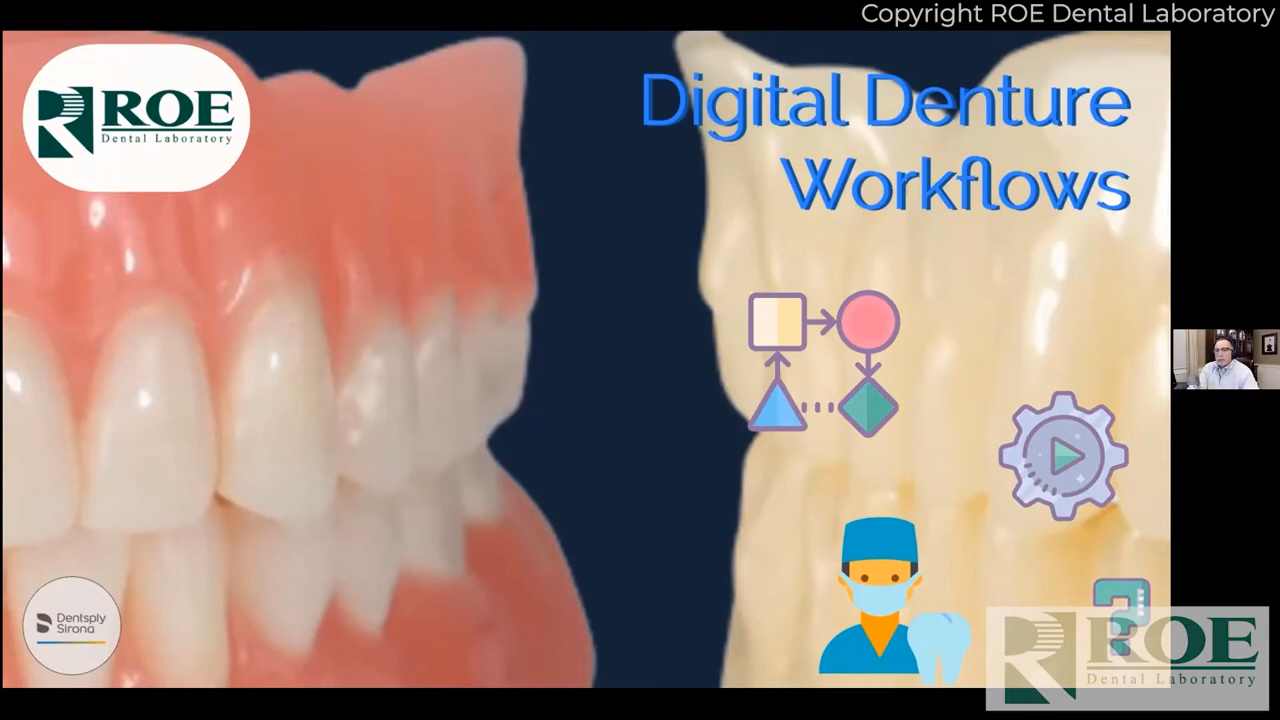 Copyright ROE Dental Laboratory
ROE
Dental Laboratory
Digital Denture
Workflows
Dentsply
Sirona
?
ROE
Dental Laboratory